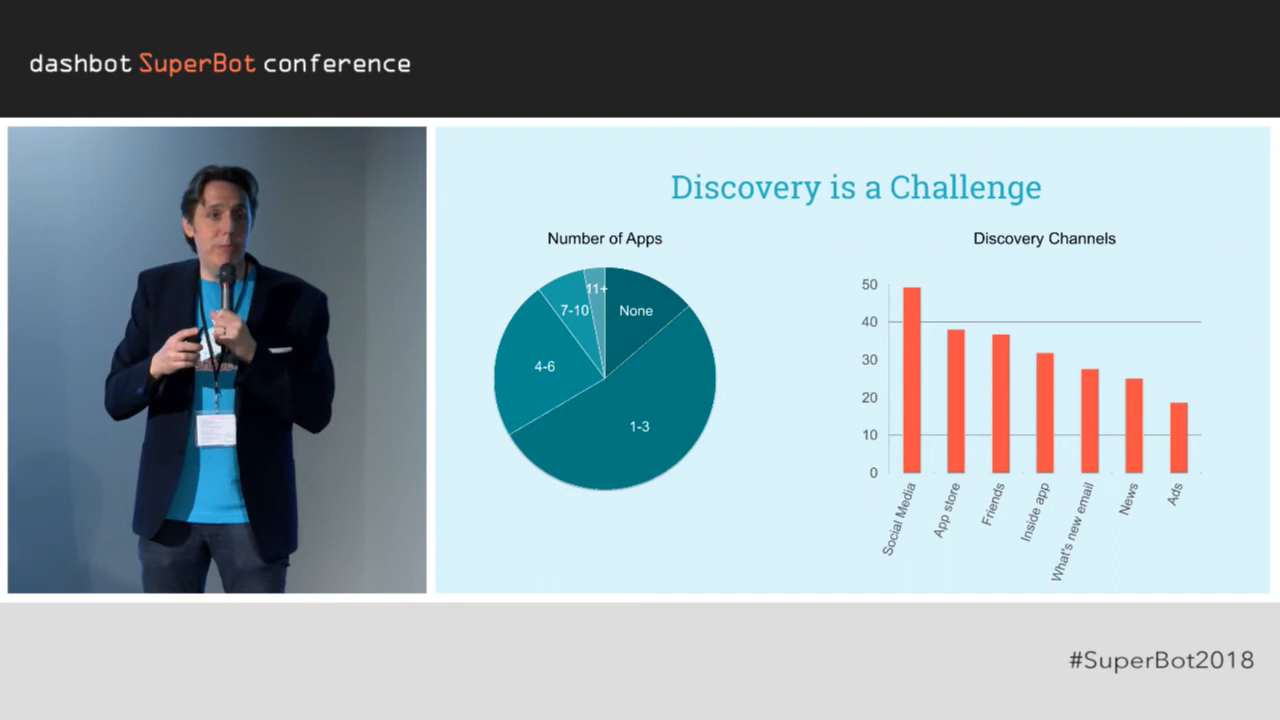 dashbot SuperBot conference
Discovery is a Challenge
Number of Apps
11+
7-10
None
4-6
1-3
Discovery Channels
50
40
30
20
10
0
Social Media
App store
Friends
Inside app
What's new email
News
Ads
#SuperBot2018